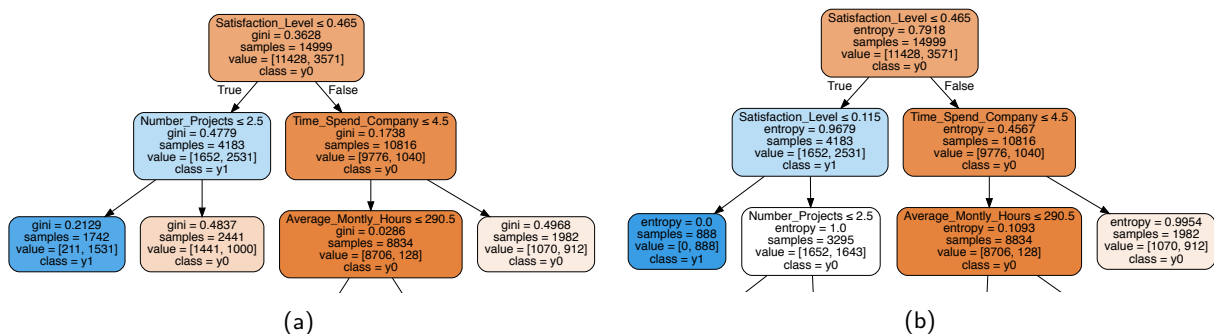 Satisfaction_Level ≤ 0.465
gini = 0.3628
samples = 14999
value = [11428, 3571]
class = y0
True
False
Number_Projects ≤ 2.5
gini = 0.4779
samples = 4183
value = [1652, 2531]
class = y1
Time_Spend_Company ≤ 4.5
gini = 0.1738
samples = 10816
value = [9776, 1040]
class = y0
gini = 0.2129
samples = 1742
value = [211, 1531]
class = y1
gini = 0.4837
samples = 2441
value = [1441, 1000]
class = y0
Average_Montly_Hours ≤ 290.5
gini = 0.0286
samples = 8834
value = [8706, 128]
class = y0
gini = 0.4968
samples = 1982
value = [1070, 912]
class = y0
(a)
Satisfaction_Level ≤ 0.465
entropy = 0.7918
samples = 14999
value = [11428, 3571]
class = y0
True
False
Satisfaction_Level ≤ 0.115
entropy = 0.9679
samples = 4183
value = [1652, 2531]
class = y1
Time_Spend_Company ≤ 4.5
entropy = 0.4567
samples = 10816
value = [9776, 1040]
class = y0
entropy = 0.0
samples = 888
value = [0, 888]
class = y1
Number_Projects ≤ 2.5
entropy = 1.0
samples = 3295
value = [1652, 1643]
class = y0
Average_Montly_Hours ≤ 290.5
entropy = 0.1093
samples = 8834
value = [8706, 128]
class = y0
entropy = 0.9954
samples = 1982
value = [1070, 912]
class = y0
(b)